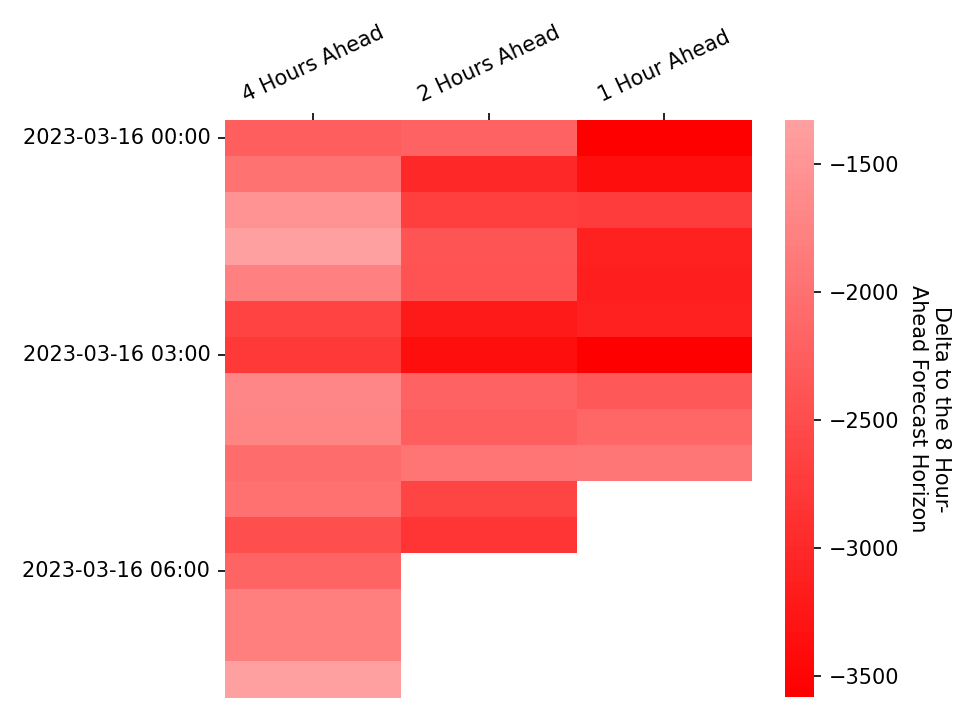 4 Hours Ahead
2 Hours Ahead
1 Hour Ahead
2023-03-16 00:00
2023-03-16 03:00
2023-03-16 06:00
−1500
−2000
−2500
−3000
−3500
Delta to the 8 Hour-
Ahead Forecast Horizon